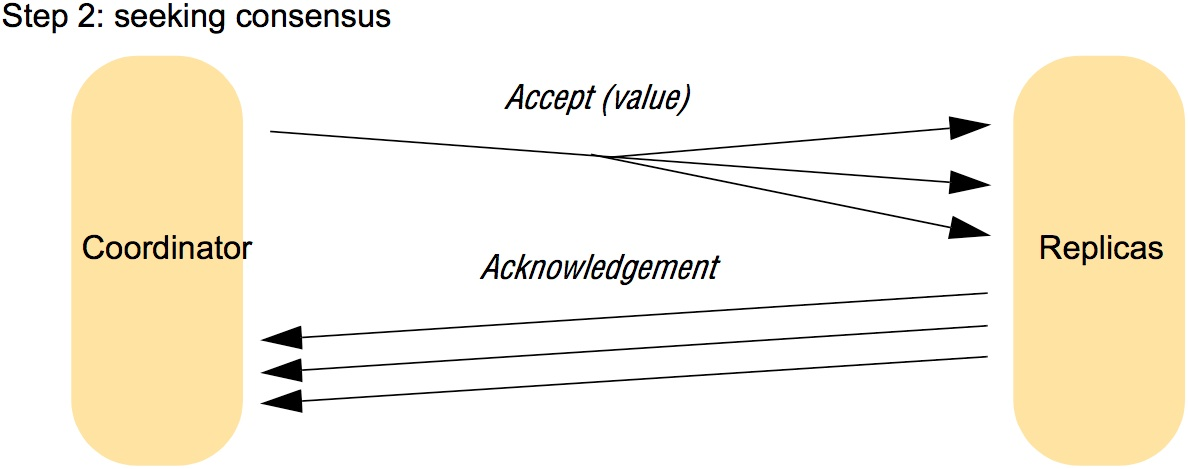 Step 2: seeking consensus
Accept (value)
Coordinator
Replicas
Acknowledgement